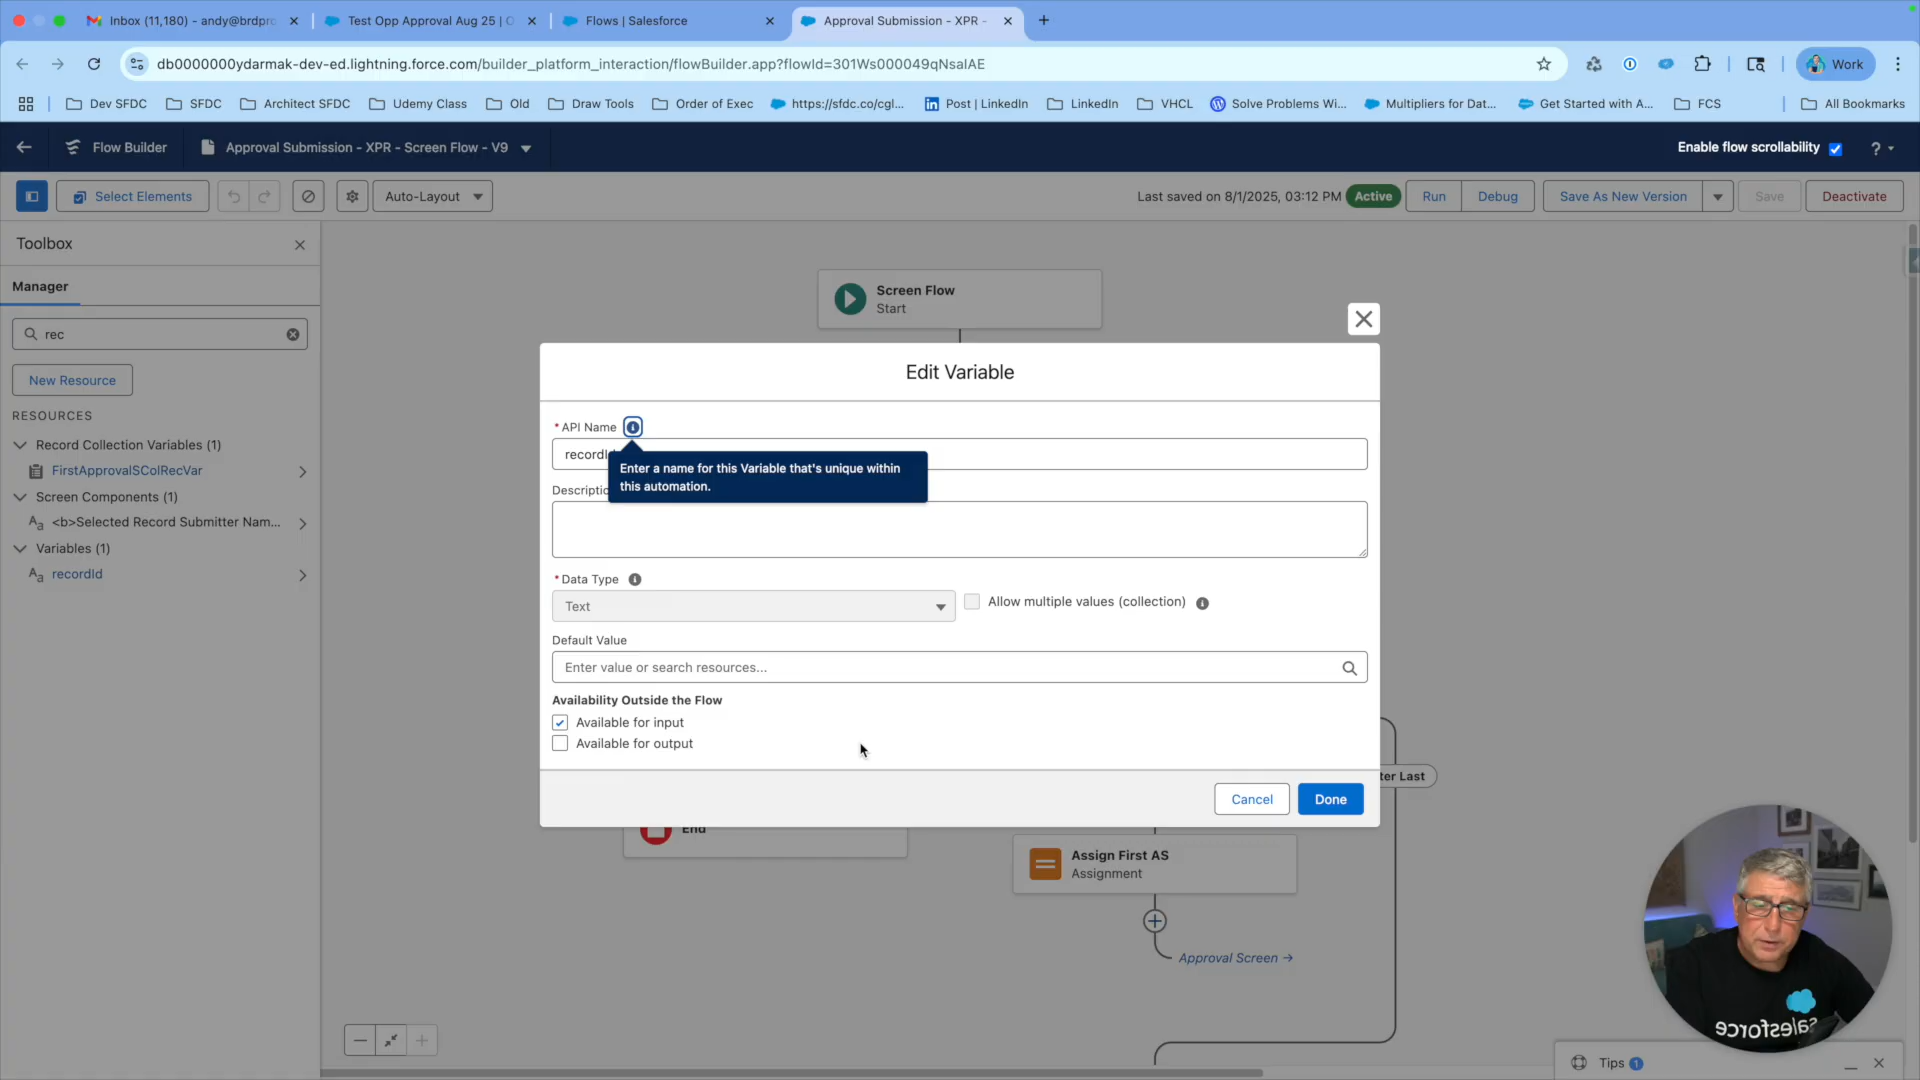 Inbox (11,180) - andy@brdpro
Test Opp Approval Aug 25 | O
Flows | Salesforce
Approval Submission - XPR -
db0000000ydarmak-dev-ed.lightning.force.com/builder_platform_interaction/flowBuilder.app?flowId=301Ws000049qNsaIAE
Work
Dev SFDC
SFDC
Architect SFDC
Udemy Class
Old
Draw Tools
Order of Exec
https://sfdc.co/cgl...
Post | LinkedIn
LinkedIn
VHCL
Solve Problems Wi...
Multipliers for Dat...
Get Started with A...
FCS
All Bookmarks
Flow Builder
Approval Submission - XPR - Screen Flow - V9
Enable flow scrollability
?
Select Elements
Auto-Layout
Last saved on 8/1/2025, 03:12 PM
Active
Run
Debug
Save As New Version
Save
Deactivate
Toolbox
Manager
rec
New Resource
RESOURCES
Record Collection Variables (1)
FirstApprovalSColRecVar
Screen Components (1)
<b>Selected Record Submitter Nam...
Variables (1)
recordId
Screen Flow
Start
Edit Variable
* API Name
recordI
Enter a name for this Variable that's unique within
this automation.
Descriptio
* Data Type
Text
Allow multiple values (collection)
Default Value
Enter value or search resources...
Availability Outside the Flow
Available for input
Available for output
Cancel
Done
ter Last
End
Assign First AS
Assignment
Approval Screen →
salesforce
Tips 1